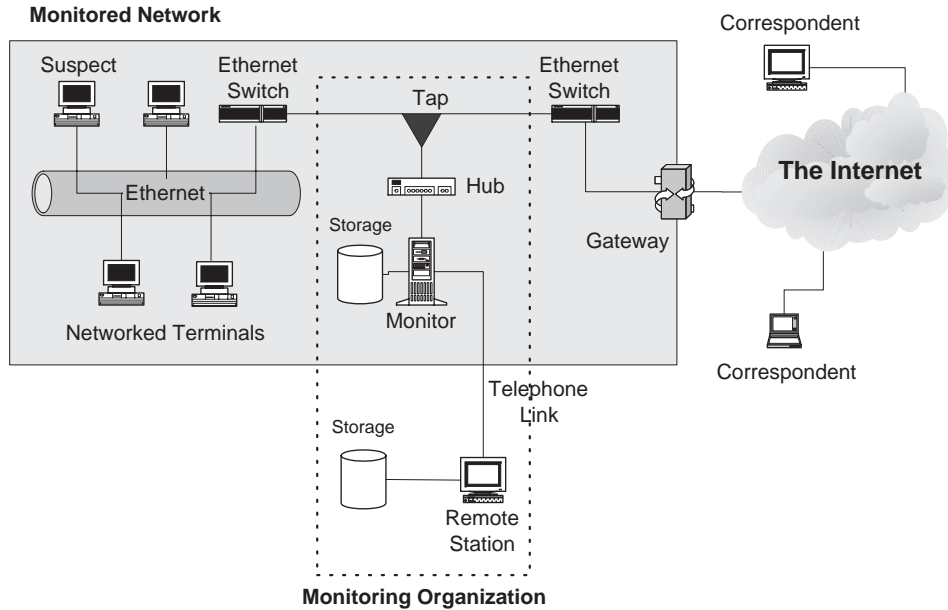 Monitored Network
Correspondent
Suspect
Ethernet
Switch
Tap
Ethernet
Switch
The Internet
Ethernet
Hub
Gateway
Storage
Monitor
Networked Terminals
Correspondent
Telephone
Link
Storage
Remote
Station
Monitoring Organization